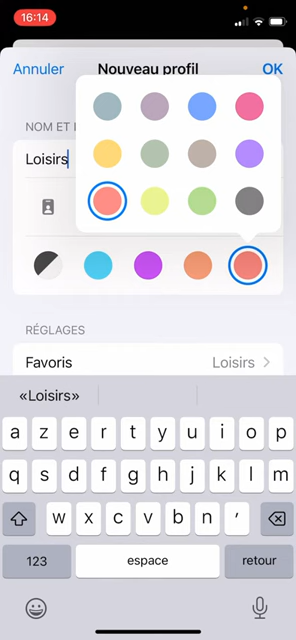 16:14
Annuler Nouveau profil OK
NOM ET
Loisirs
RÉGLAGES
Favoris Loisirs
«Loisirs»
a z e r t y u i o p
q s d f g h j k l m
w x c v b n '
123 espace retour